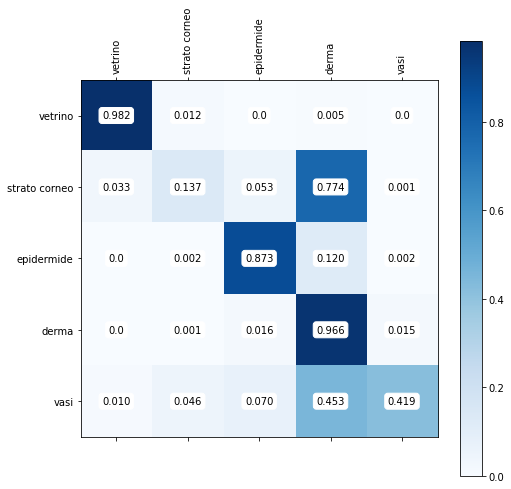 vetrino strato corneo epidermide derma vasi
vetrino 0.982 0.012 0.0 0.005 0.0
strato corneo 0.033 0.137 0.053 0.774 0.001
epidermide 0.0 0.002 0.873 0.120 0.002
derma 0.0 0.001 0.016 0.966 0.015
vasi 0.010 0.046 0.070 0.453 0.419
0.8
0.6
0.4
0.2
0.0